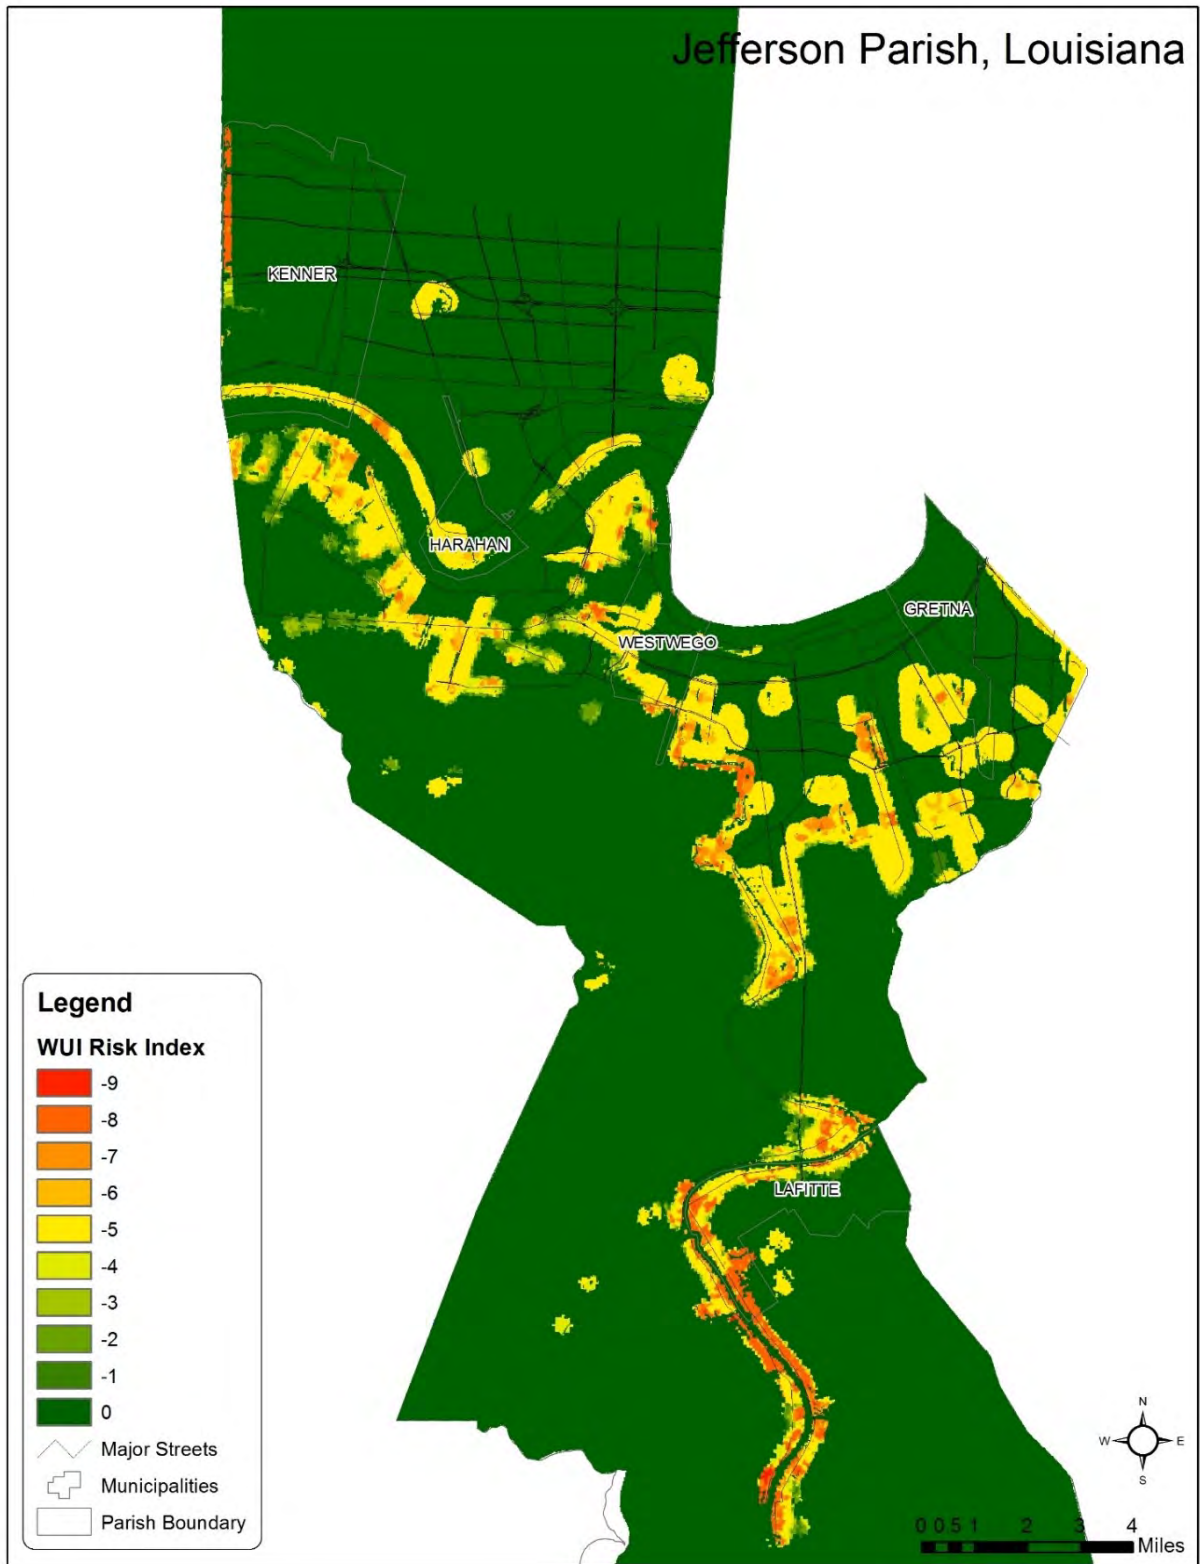 Jefferson Parish, Louisiana
KENNER
HARAHAN
GRETNA
WESTWEGO
LAFITTE
Legend
WUI Risk Index
-9
-8
-7
-6
-5
-4
-3
-2
-1
0
Major Streets
Municipalities
Parish Boundary
N
W E
S
0 0.5 1 2 3 4
Miles